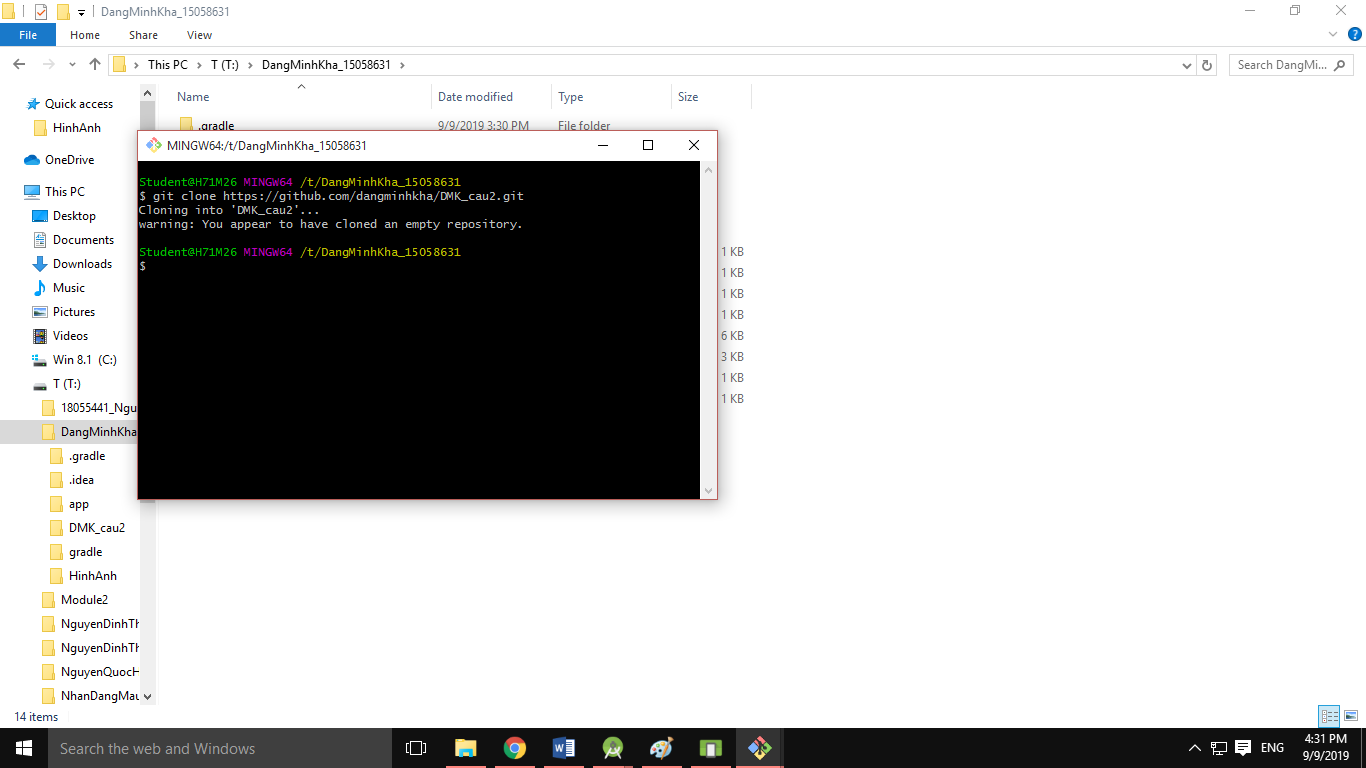 DangMinhKha_15058631
File Home Share View
This PC T (T:) DangMinhKha_15058631 Search DangMi...
Name Date modified Type Size
Quick access
HinhAnh
OneDrive
This PC
Desktop
Documents
Downloads
Music
Pictures
Videos
Win 8.1 (C:)
T (T:)
18055441_Ngu
DangMinhKha
.gradle
.idea
app
DMK_cau2
gradle
HinhAnh
Module2
NguyenDinhTh
NguyenDinhTh
NguyenQuocH
NhanDangMau
.gradle 9/9/2019 3:30 PM File folder
1 KB
1 KB
1 KB
1 KB
6 KB
3 KB
1 KB
1 KB
MINGW64:/t/DangMinhKha_15058631
Student@H71M26 MINGW64 /t/DangMinhKha_15058631
$ git clone https://github.com/dangminhkha/DMK_cau2.git
Cloning into 'DMK_cau2'...
warning: You appear to have cloned an empty repository.
Student@H71M26 MINGW64 /t/DangMinhKha_15058631
$
14 items
Search the web and Windows
ENG
4:31 PM
9/9/2019